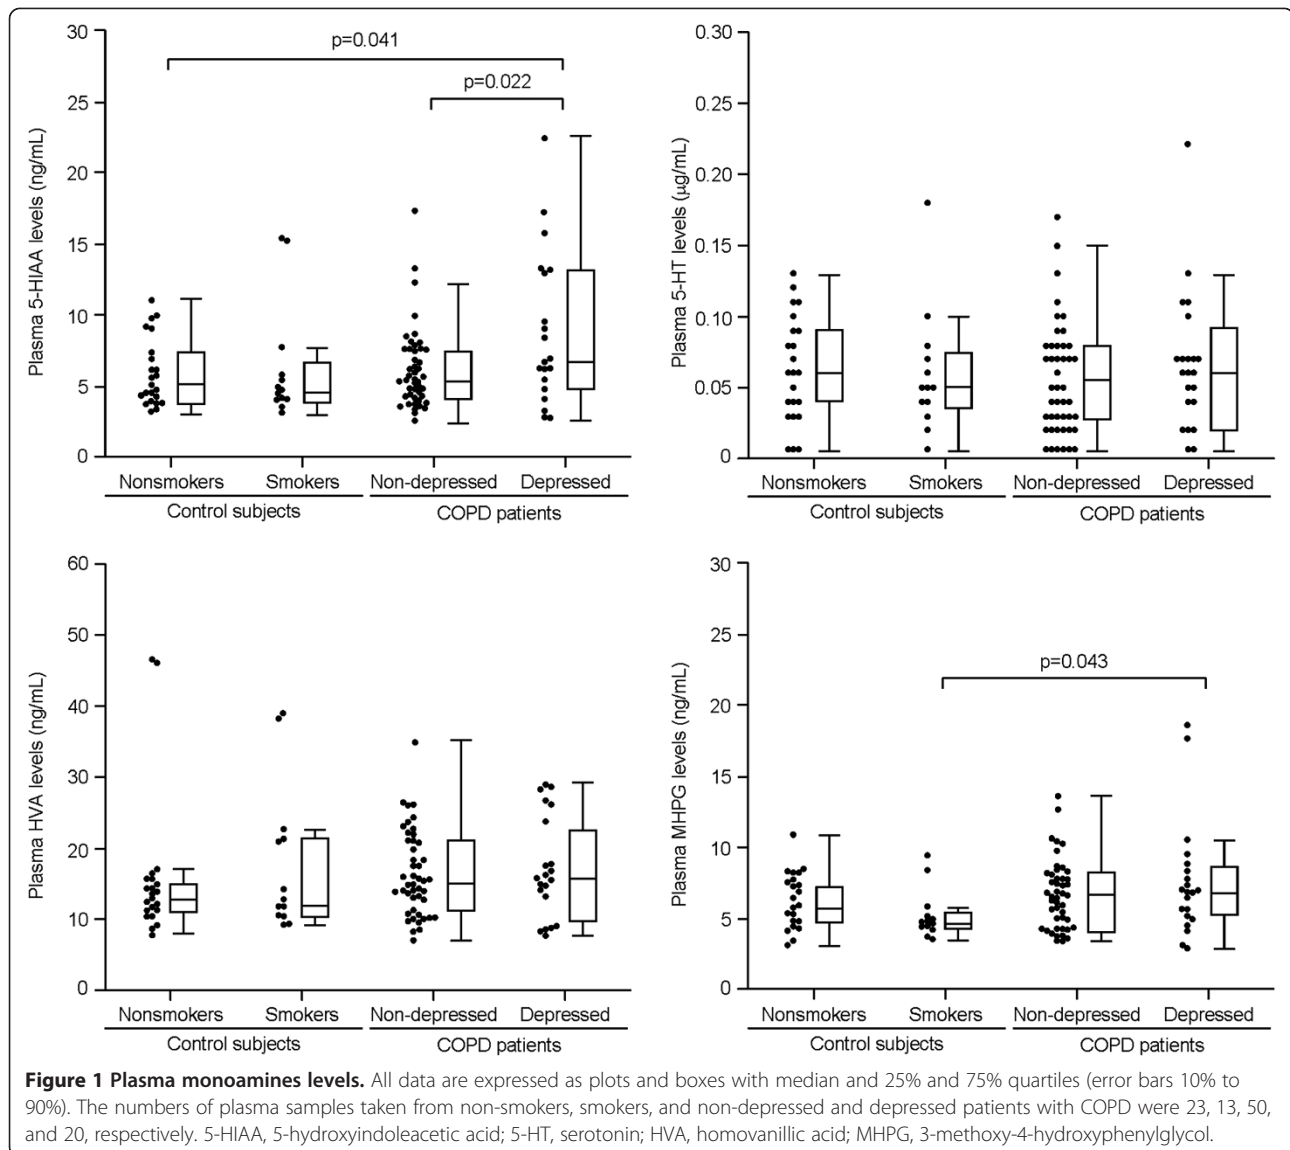 30
25
20
15
10
5
0
Plasma 5-HIAA levels (ng/mL)
p=0.041
p=0.022
Nonsmokers Smokers Non-depressed Depressed
Control subjects COPD patients
0.30
0.25
0.20
0.15
0.10
0.05
0
Plasma 5-HT levels (μg/mL)
Nonsmokers Smokers Non-depressed Depressed
Control subjects COPD patients
60
50
40
30
20
10
0
Plasma HVA levels (ng/mL)
Nonsmokers Smokers Non-depressed Depressed
Control subjects COPD patients
30
25
20
15
10
5
0
Plasma MHPG levels (ng/mL)
p=0.043
Nonsmokers Smokers Non-depressed Depressed
Control subjects COPD patients
Figure 1 Plasma monoamines levels. All data are expressed as plots and boxes with median and 25% and 75% quartiles (error bars 10% to
90%). The numbers of plasma samples taken from non-smokers, smokers, and non-depressed and depressed patients with COPD were 23, 13, 50,
and 20, respectively. 5-HIAA, 5-hydroxyindoleacetic acid; 5-HT, serotonin; HVA, homovanillic acid; MHPG, 3-methoxy-4-hydroxyphenylglycol.